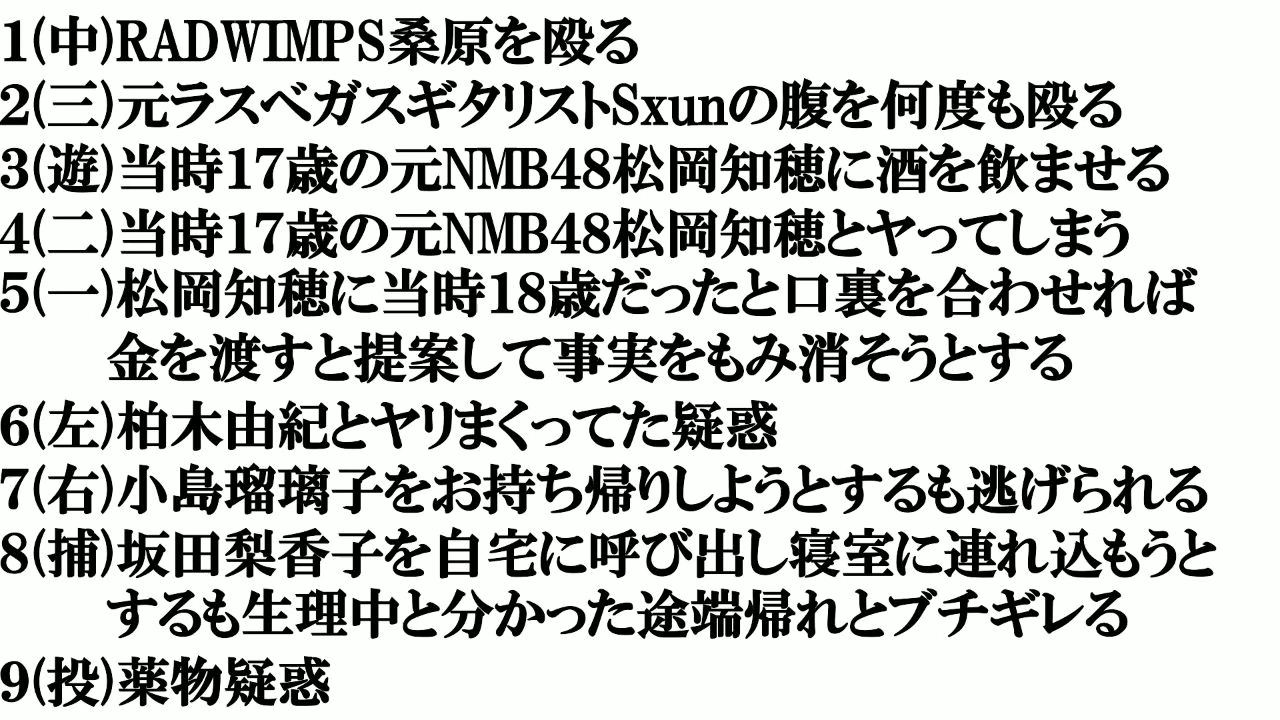 1(中)RADWIMPS桑原を殴る
2(三)元ラスベガスギタリストSxunの腹を何度も殴る
3(遊)当時17歳の元NMB48松岡知穂に酒を飲ませる
4(二)当時17歳の元NMB48松岡知穂とヤってしまう
5(一)松岡知穂に当時18歳だったと口裏を合わせれば
金を渡すと提案して事実をもみ消そうとする
6(左)柏木由紀とヤリまくってた疑惑
7(右)小島瑠璃子をお持ち帰りしようとするも逃げられる
8(捕)坂田梨香子を自宅に呼び出し寝室に連れ込もうと
するも生理中と分かった途端帰れとブチギレる
9(投)薬物疑惑